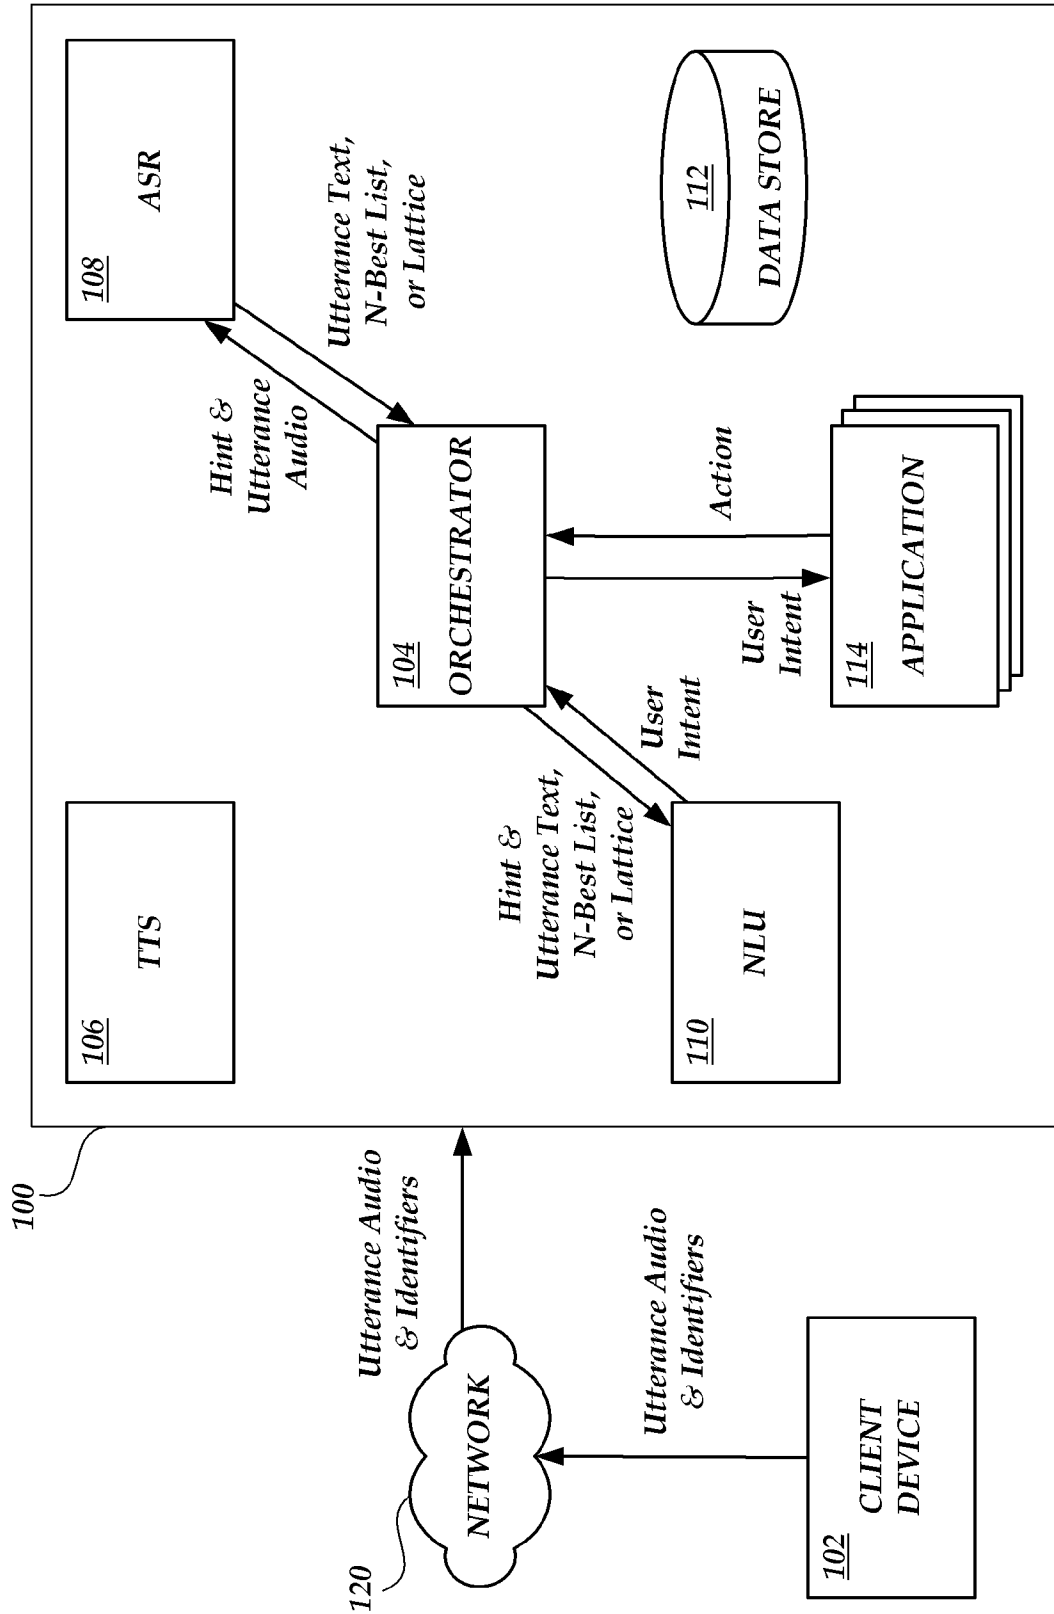 100
106
TTS
108
ASR
Hint &
Utterance
Audio
Utterance Text,
N-Best List,
or Lattice
104
ORCHESTRATOR
120
NETWORK
Utterance Audio
& Identifiers
Utterance Audio
& Identifiers
Hint &
Utterance Text,
N-Best List,
or Lattice
User
Intent
User
Intent
Action
102
CLIENT
DEVICE
110
NLU
114
APPLICATION
112
DATA STORE